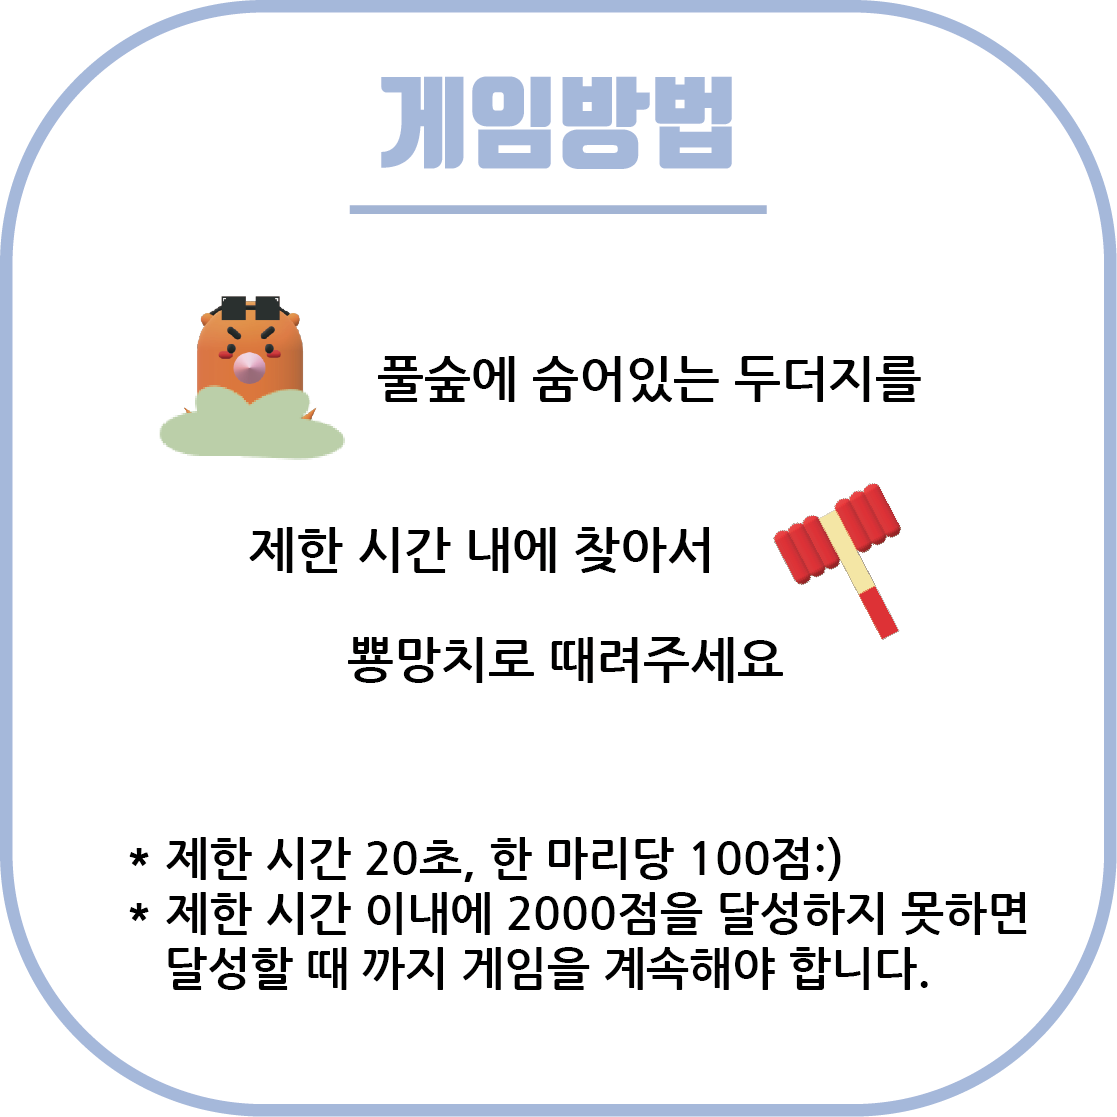 게임방법
풀숲에 숨어있는 두더지를
제한 시간 내에 찾아서
뿅망치로 때려주세요
* 제한 시간 20초, 한 마리당 100점:)
* 제한 시간 이내에 2000점을 달성하지 못하면
달성할 때 까지 게임을 계속해야 합니다.